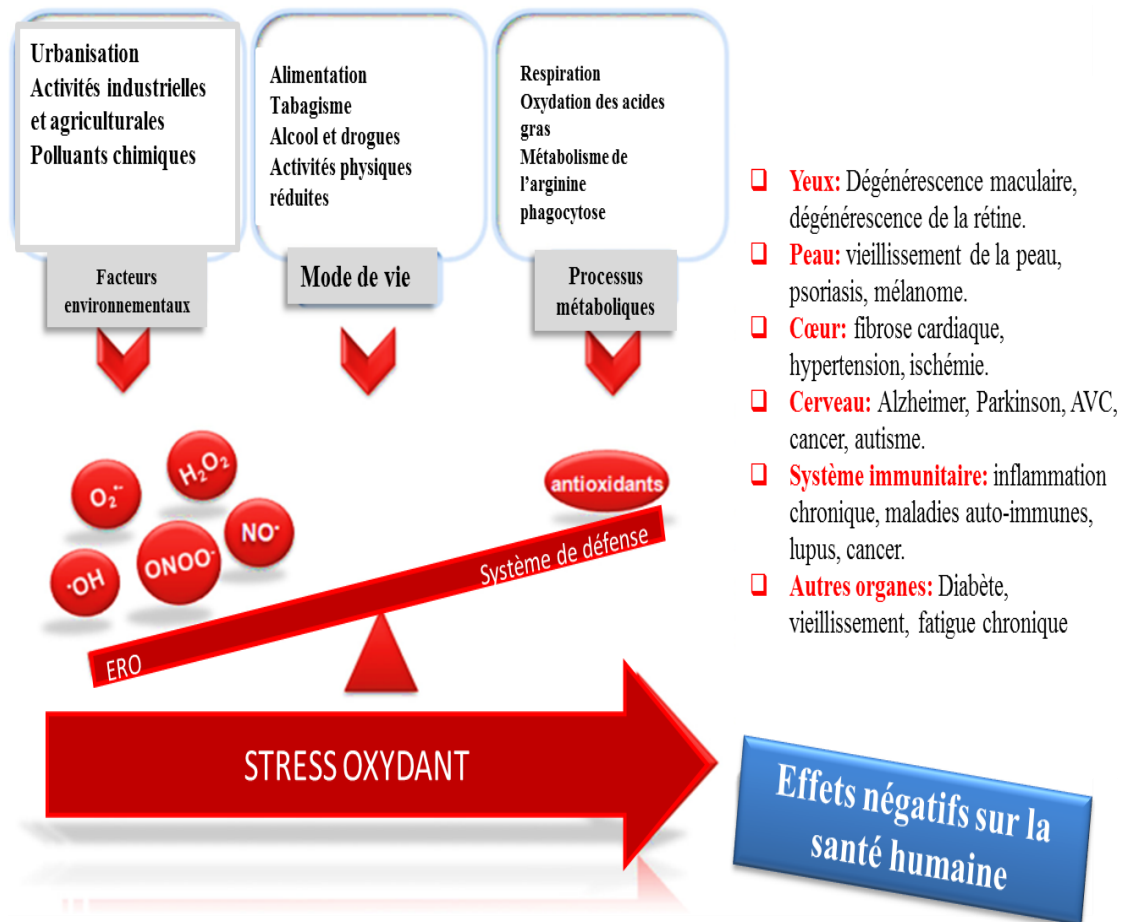 Urbanisation
Activités industrielles
et agriculturales
Polluants chimiques
Facteurs
environnementaux
Alimentation
Tabagisme
Alcool et drogues
Activités physiques
réduites
Mode de vie
Respiration
Oxydation des acides
gras
Métabolisme de
l'arginine
phagocytose
Processus
métaboliques
O₂•-
H₂O₂
NO•
•OH
ONOO-
antioxidants
Système de défense
ERO
STRESS OXYDANT
Yeux: Dégénérescence maculaire,
dégénérescence de la rétine.
Peau: vieillissement de la peau,
psoriasis, mélanome.
Cœur: fibrose cardiaque,
hypertension, ischémie.
Cerveau: Alzheimer, Parkinson, AVC,
cancer, autisme.
Système immunitaire: inflammation
chronique, maladies auto-immunes,
lupus, cancer.
Autres organes: Diabète,
vieillissement, fatigue chronique
Effets négatifs sur la
santé humaine